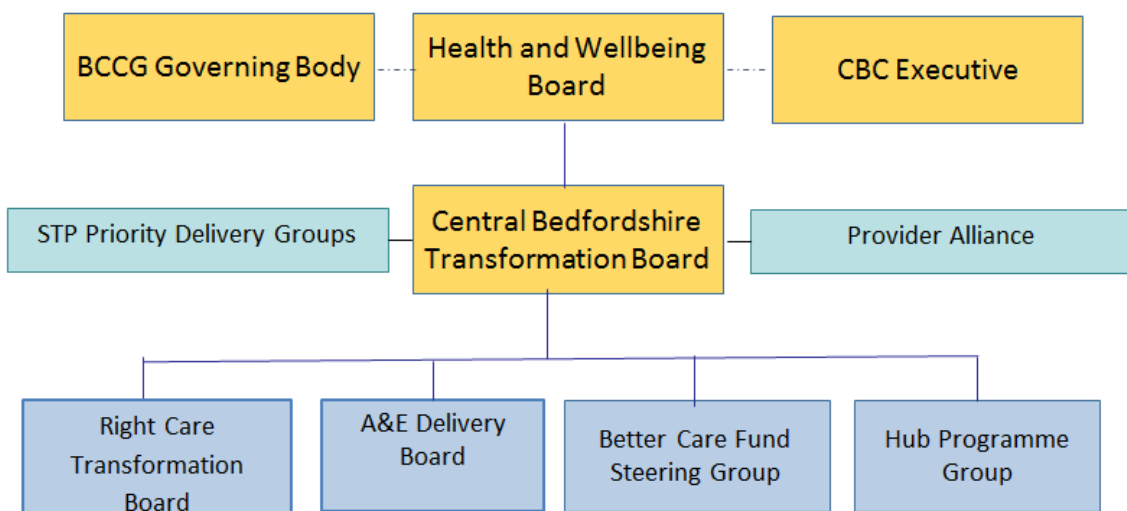 BCCG Governing Body
Health and Wellbeing
Board
CBC Executive
STP Priority Delivery Groups
Central Bedfordshire
Transformation Board
Provider Alliance
Right Care
Transformation
Board
A&E Delivery
Board
Better Care Fund
Steering Group
Hub Programme
Group